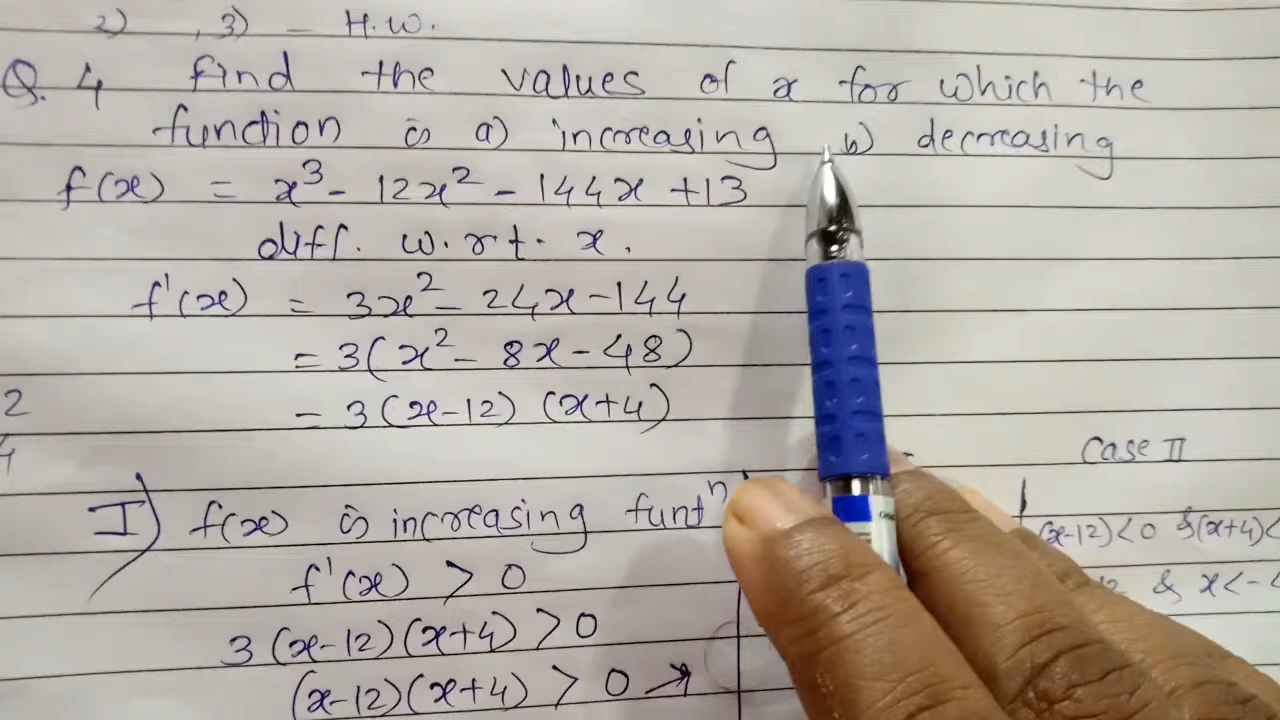 2) , 3) - H.W.
Q. 4 find the values of x for which the
function is a) increasing b) decreasing
f(x) = x³ - 12x² - 144x + 13
diff. w.r.t. x.
f'(x) = 3x² - 24x - 144
= 3(x² - 8x - 48)
= 3(x-12) (x+4)
2
4
Case II
I) f(x) is increasing funtⁿ
(x-12)<0 &(x+4)<
f'(x) > 0
& x<-
3(x-12)(x+4) > 0
(x-12)(x+4) > 0 →